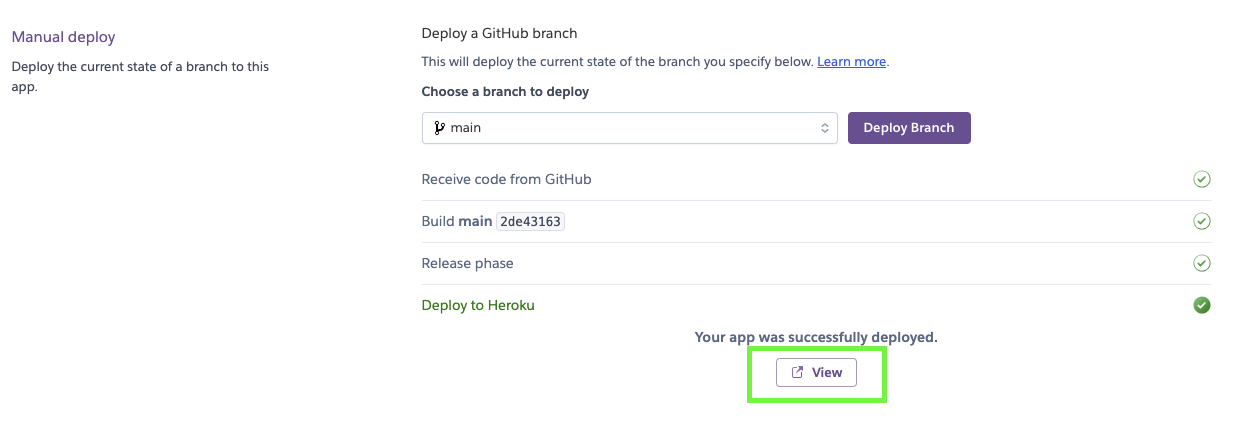 Manual deploy
Deploy the current state of a branch to this
app.
Deploy a GitHub branch
This will deploy the current state of the branch you specify below. Learn more.
Choose a branch to deploy
main
Deploy Branch
Receive code from GitHub
Build main 2de43163
Release phase
Deploy to Heroku
Your app was successfully deployed.
View